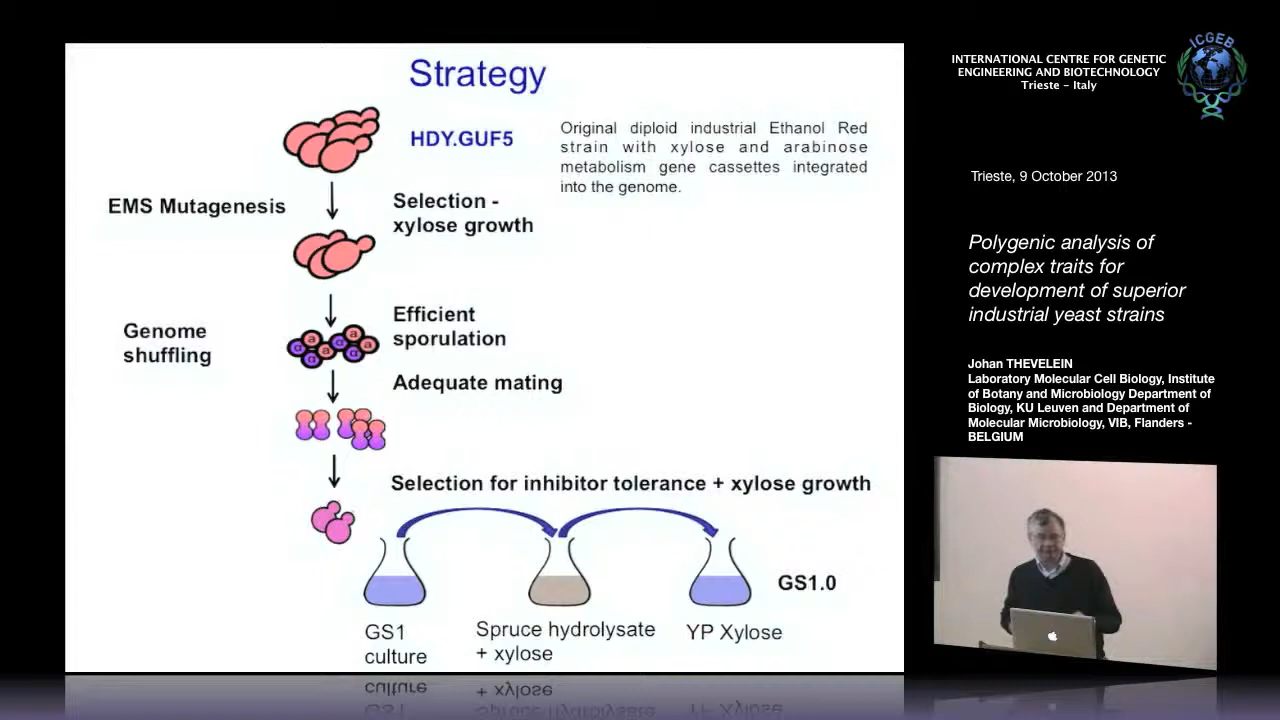 Strategy
HDY.GUF5
Original diploid industrial Ethanol Red
strain with xylose and arabinose
metabolism gene cassettes integrated
into the genome.
EMS Mutagenesis
Selection -
xylose growth
Genome
shuffling
Efficient
sporulation
a
a
α
α
a
a
α
α
Adequate mating
Selection for inhibitor tolerance + xylose growth
GS1.0
GS1
culture
Spruce hydrolysate
+ xylose
YP Xylose
INTERNATIONAL CENTRE FOR GENETIC
ENGINEERING AND BIOTECHNOLOGY
Trieste - Italy
ICGEB
Trieste, 9 October 2013
Polygenic analysis of
complex traits for
development of superior
industrial yeast strains
Johan THEVELEIN
Laboratory Molecular Cell Biology, Institute
of Botany and Microbiology Department of
Biology, KU Leuven and Department of
Molecular Microbiology, VIB, Flanders -
BELGIUM